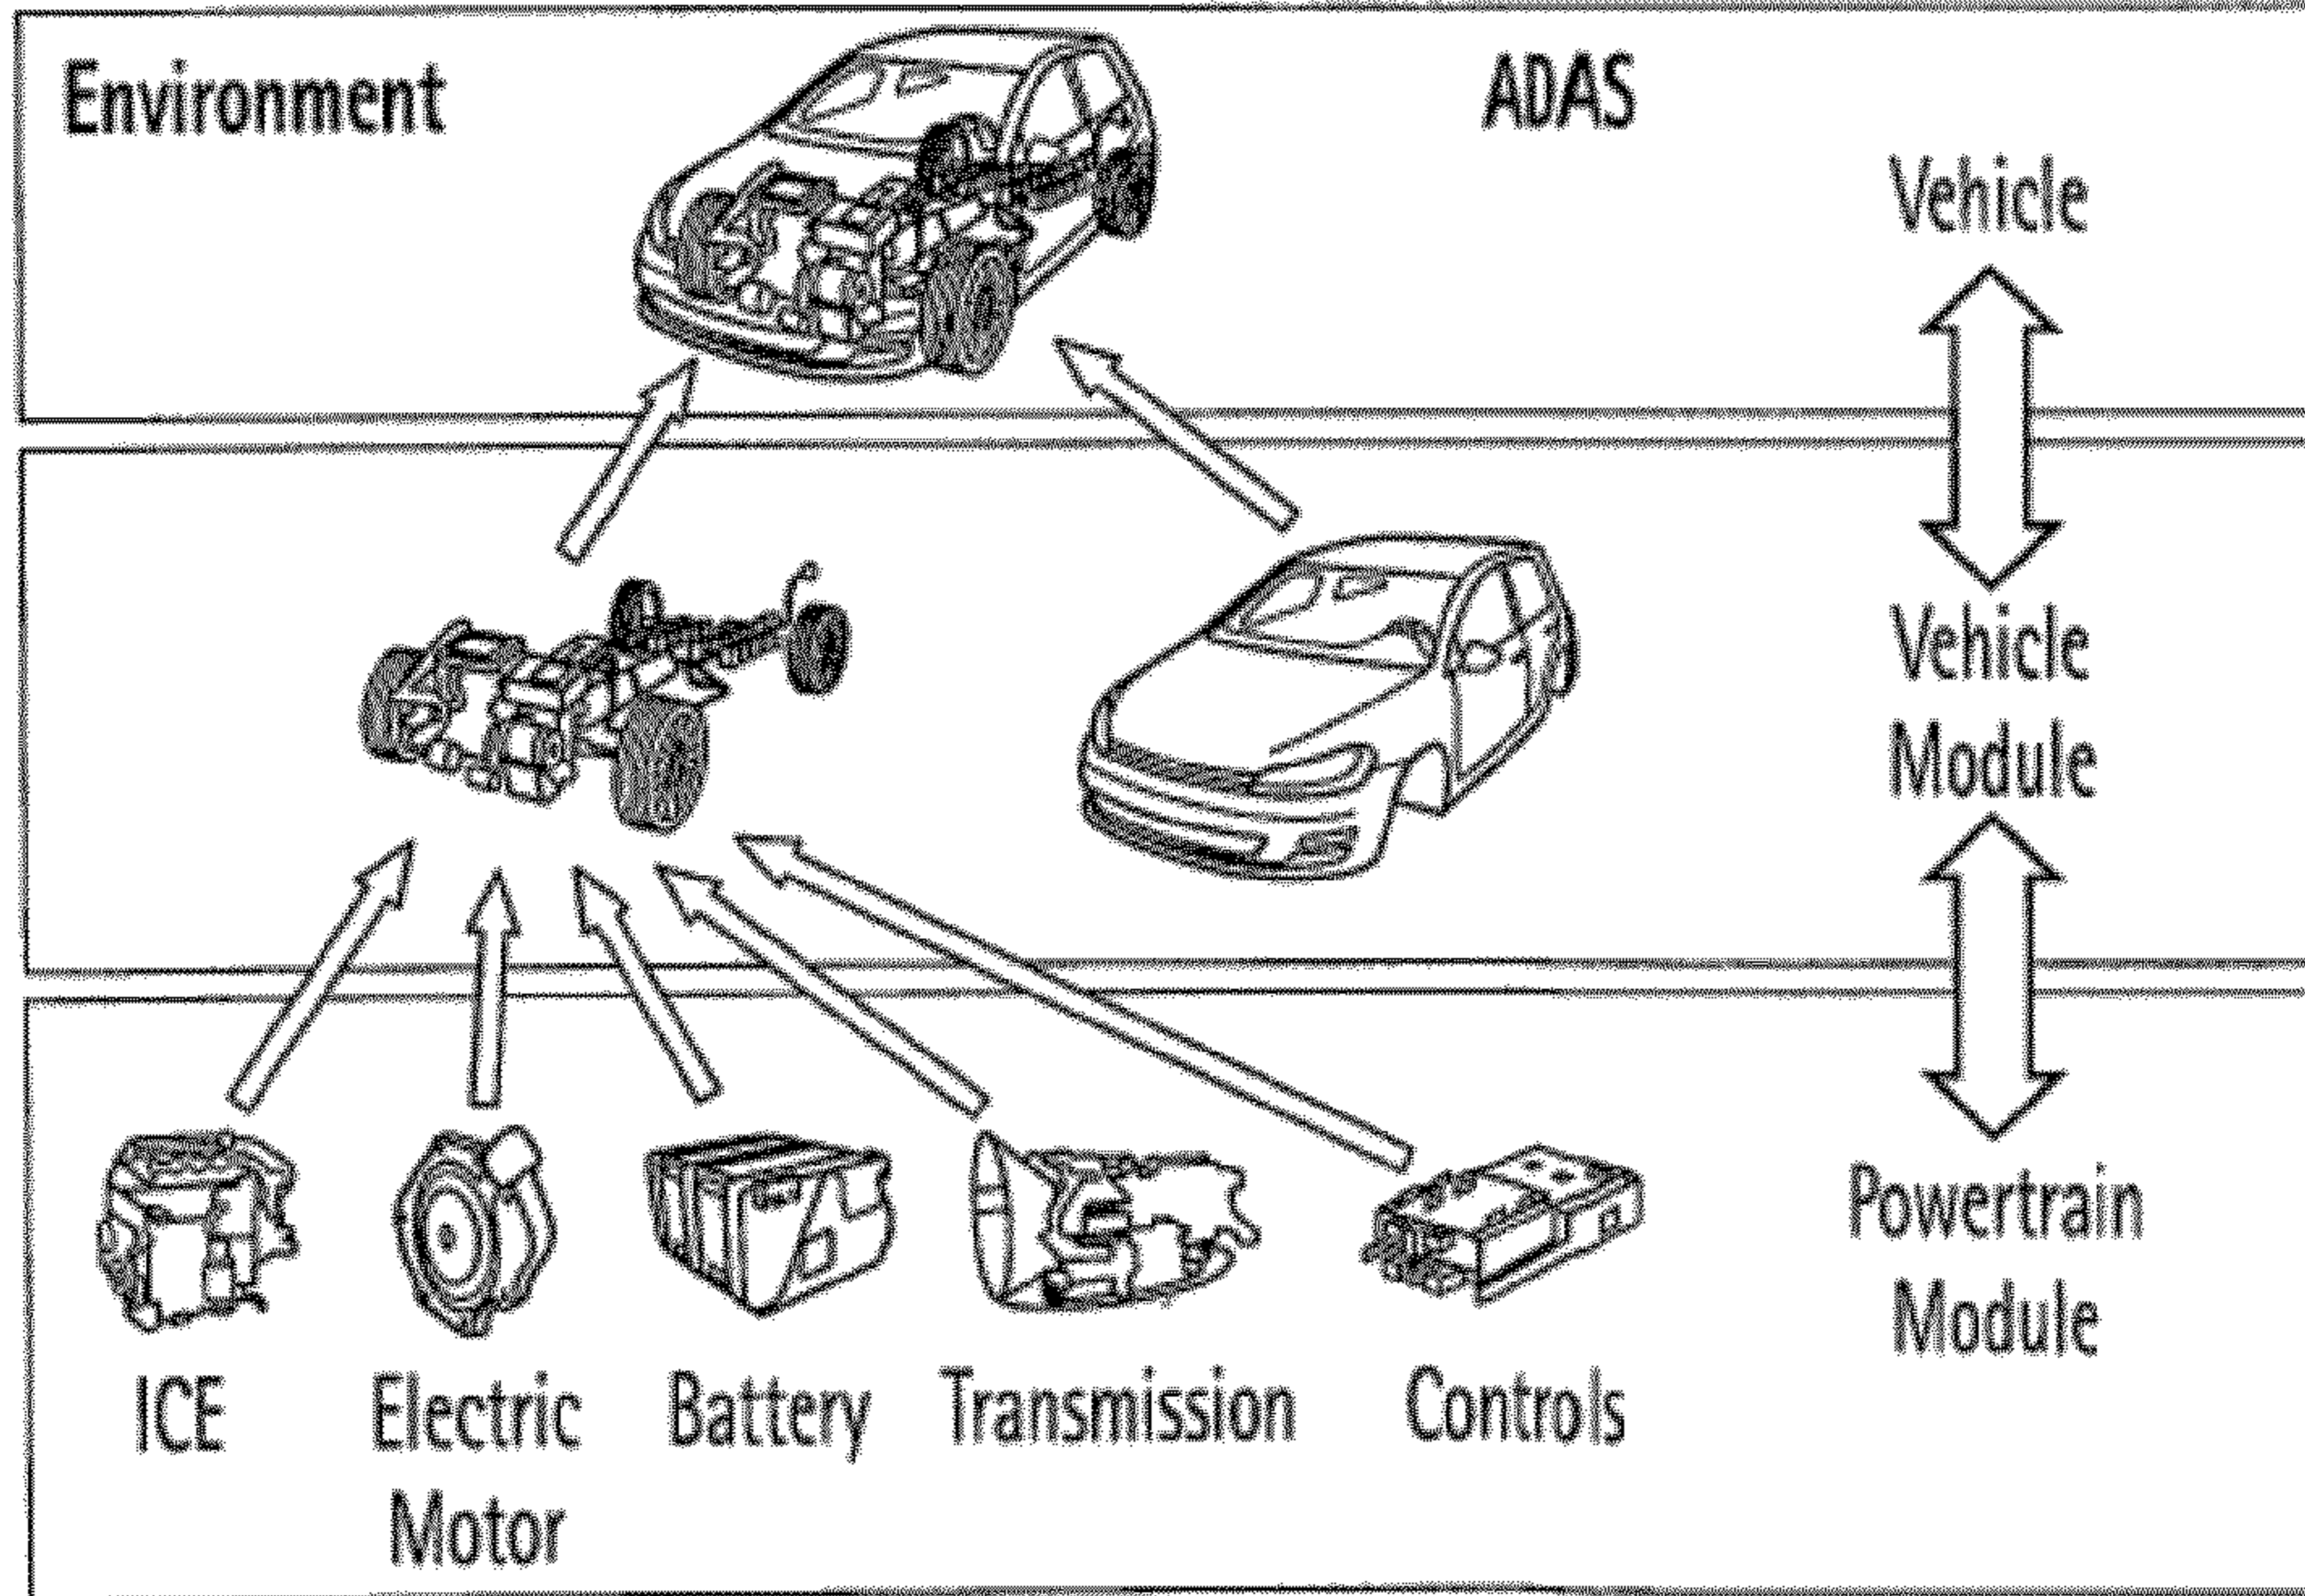 Environment
ADAS
Vehicle
Vehicle
Module
ICE
Electric
Motor
Battery
Transmission
Controls
Powertrain
Module